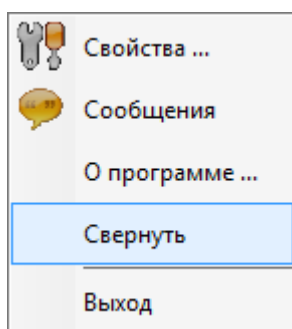 Свойства ...
Сообщения
О программе ...
Свернуть
Выход